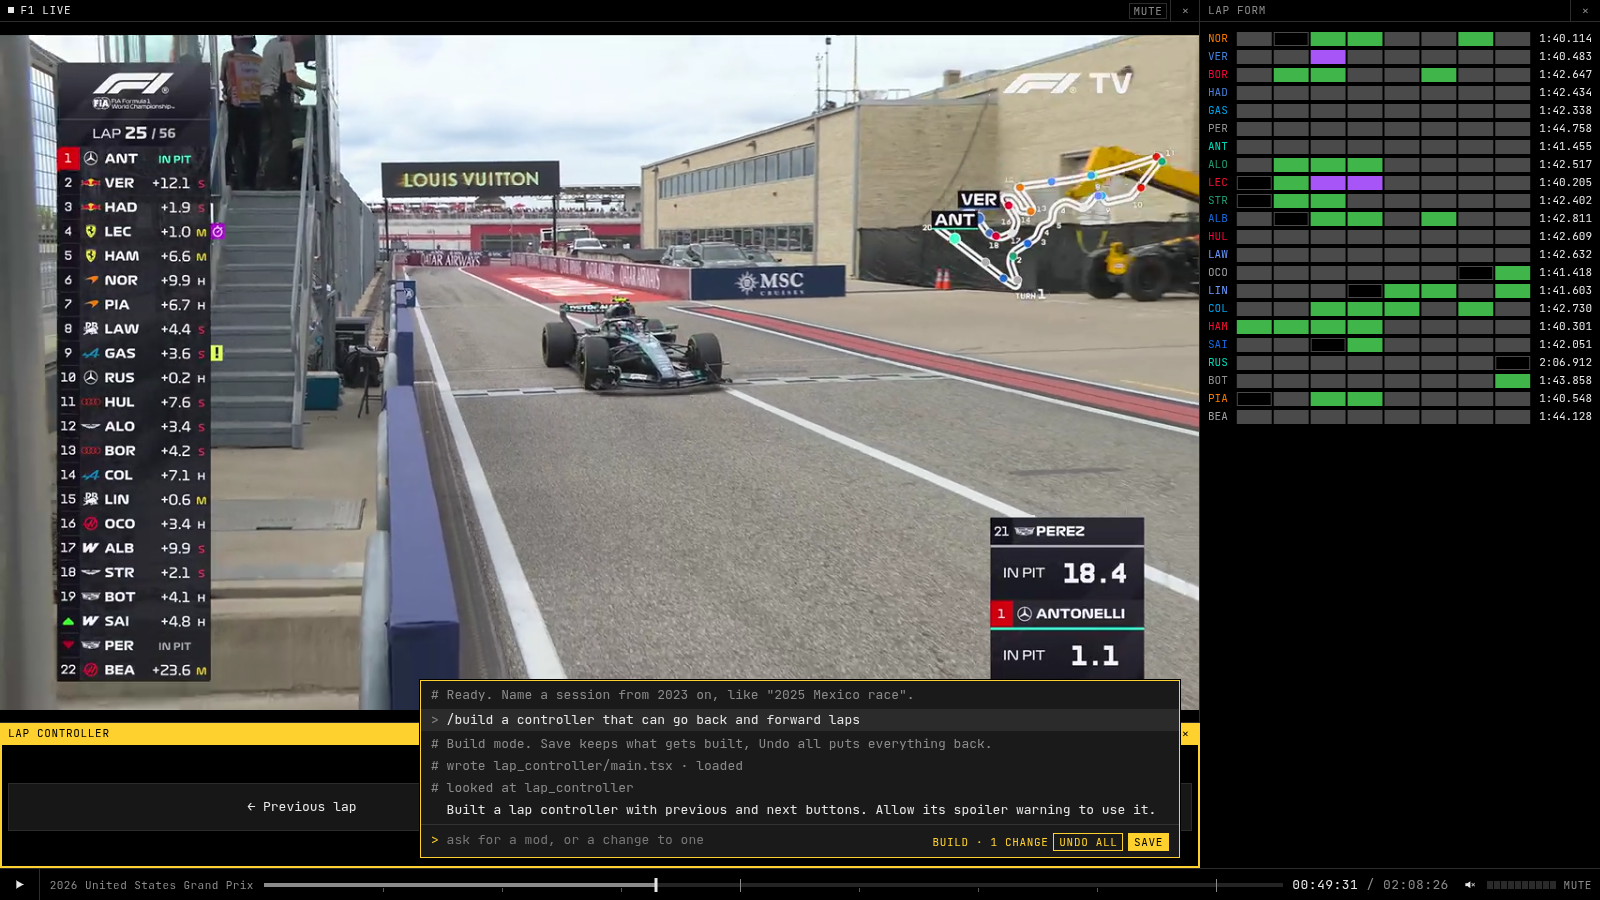 F1 LIVE
MUTE
×
LAP FORM
×
F1
FIA Formula 1
World Championship
LAP 25 / 56
1 ANT IN PIT
2 VER +12.1 S
3 HAD +1.9 S
4 LEC +1.0 M
5 HAM +6.6 M
6 NOR +9.9 H
7 PIA +6.7 H
8 LAW +4.4 S
9 GAS +3.6 S !
10 RUS +0.2 H
11 HUL +7.6 S
12 ALO +3.4 S
13 BOR +4.2 S
14 COL +7.1 H
15 LIN +0.6 M
16 OCO +3.4 H
17 ALB +9.9 S
18 STR +2.1 S
19 BOT +4.1 H
SAI +4.8 H
PER IN PIT
22 BEA +23.6 M
F1 TV
LOUIS VUITTON
QATAR AIRWAYS
QATAR AIRWAYS
MSC
CRUISES
VER
ANT
TURN 1
21 PEREZ
IN PIT 18.4
1 ANTONELLI
IN PIT 1.1
NOR 1:40.114
VER 1:40.483
BOR 1:42.647
HAD 1:42.434
GAS 1:42.338
PER 1:44.758
ANT 1:41.455
ALO 1:42.517
LEC 1:40.205
STR 1:42.402
ALB 1:42.811
HUL 1:42.609
LAW 1:42.632
OCO 1:41.418
LIN 1:41.603
COL 1:42.730
HAM 1:40.301
SAI 1:42.051
RUS 2:06.912
BOT 1:43.858
PIA 1:40.548
BEA 1:44.128
LAP CONTROLLER
×
← Previous lap
# Ready. Name a session from 2023 on, like "2025 Mexico race".
> /build a controller that can go back and forward laps
# Build mode. Save keeps what gets built, Undo all puts everything back.
# wrote lap_controller/main.tsx · loaded
# looked at lap_controller
Built a lap controller with previous and next buttons. Allow its spoiler warning to use it.
> ask for a mod, or a change to one
BUILD · 1 CHANGE UNDO ALL SAVE
2026 United States Grand Prix
00:49:31 / 02:08:26
MUTE